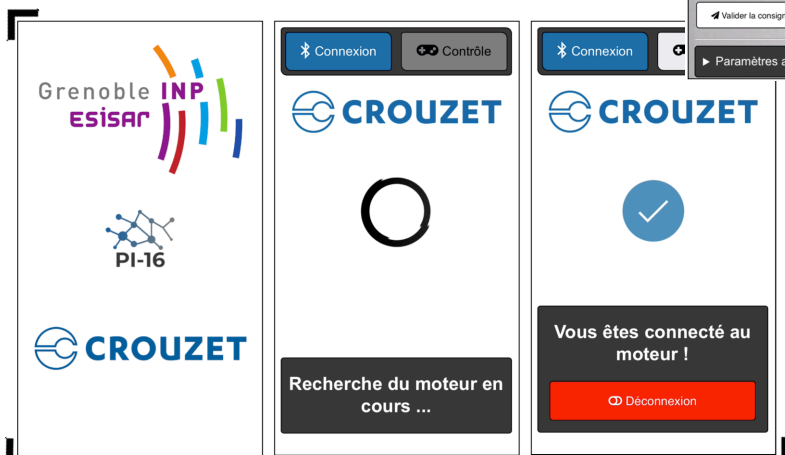 Grenoble INP
ESISAR
PI-16
CROUZET
Connexion
Contrôle
CROUZET
Recherche du moteur en
cours ...
Connexion
CROUZET
Vous êtes connecté au
moteur !
Déconnexion
Valider la consign
Paramètres a